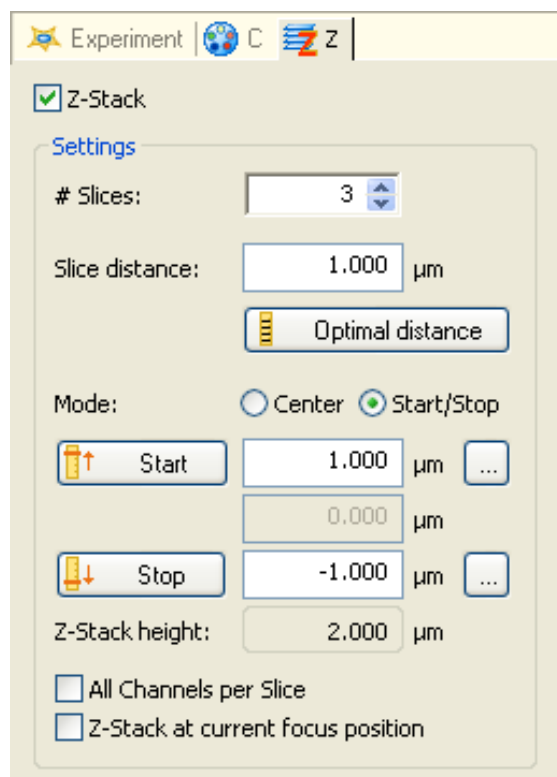 Experiment C Z
Z-Stack
Settings
# Slices: 3
Slice distance: 1.000 µm
Optimal distance
Mode: Center Start/Stop
Start 1.000 µm ...
0.000 µm
Stop -1.000 µm ...
Z-Stack height: 2.000 µm
All Channels per Slice
Z-Stack at current focus position